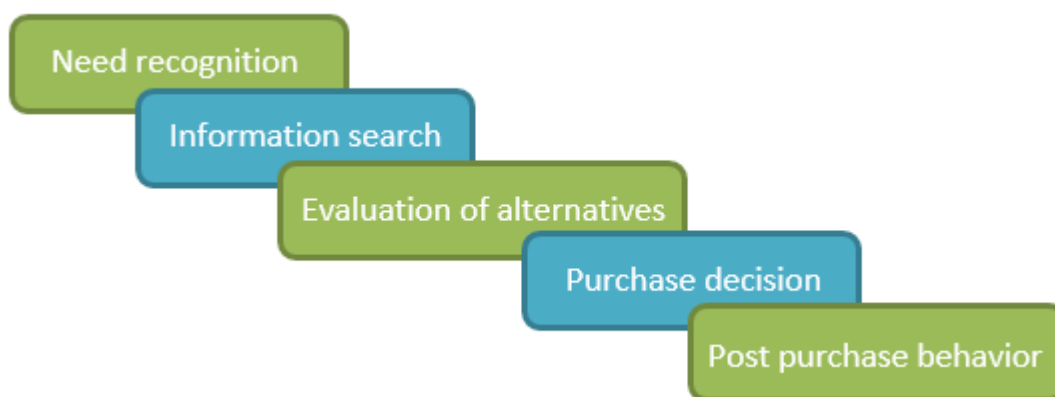 Need recognition
Information search
Evaluation of alternatives
Purchase decision
Post purchase behavior